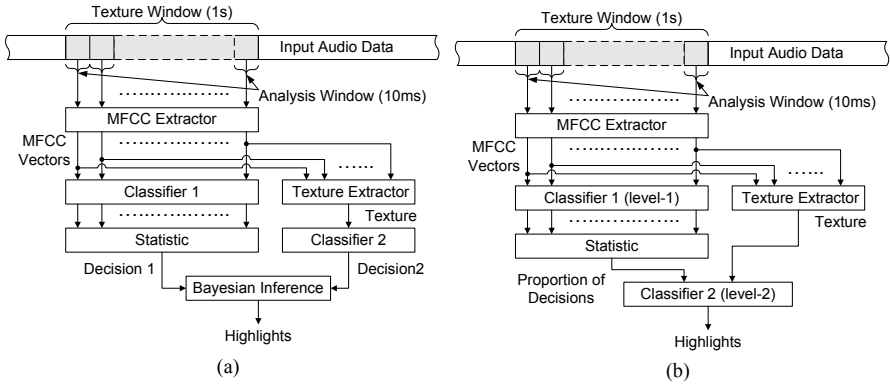 Texture Window (1s)
Input Audio Data
Analysis Window (10ms)
MFCC Extractor
MFCC
Vectors
Classifier 1
Texture Extractor
Texture
Statistic
Classifier 2
Decision 1
Decision2
Bayesian Inference
Highlights
(a)
Texture Window (1s)
Input Audio Data
Analysis Window (10ms)
MFCC Extractor
MFCC
Vectors
Classifier 1 (level-1)
Texture Extractor
Texture
Statistic
Proportion of
Decisions
Classifier 2 (level-2)
Highlights
(b)